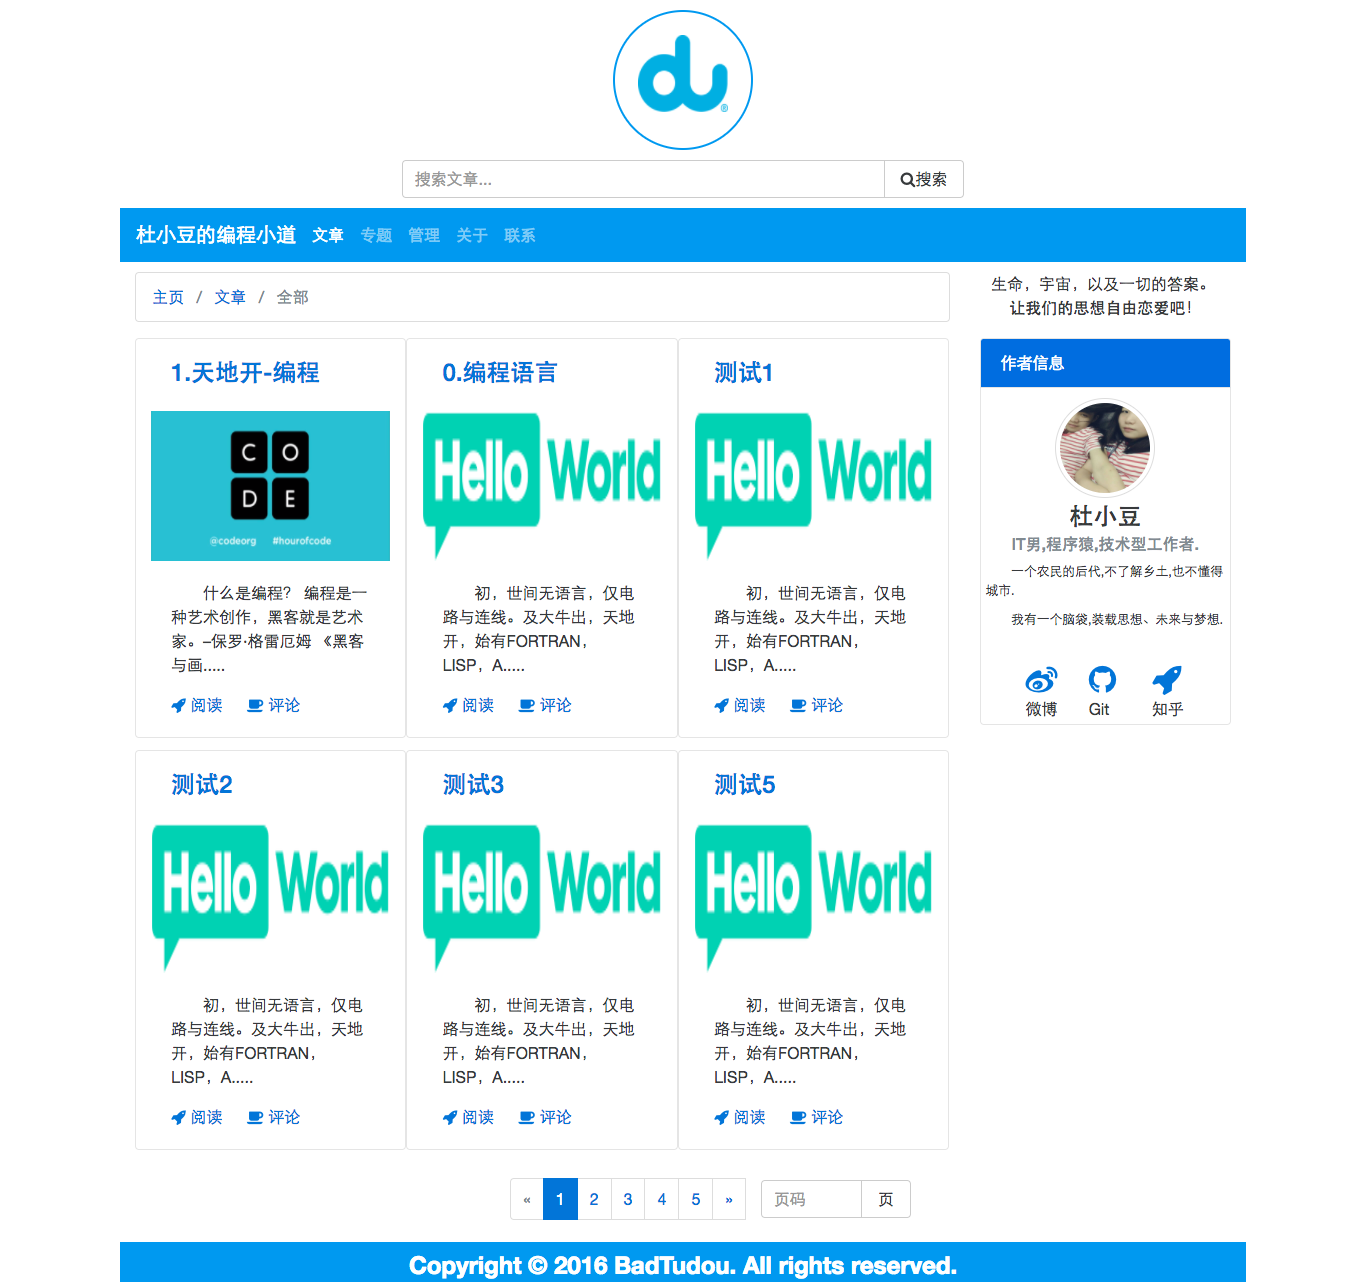 du®
搜索文章...
搜索
杜小豆的编程小道 文章 专题 管理 关于 联系
主页 / 文章 / 全部
生命，宇宙，以及一切的答案。
让我们的思想自由恋爱吧！
1.天地开-编程
C O
D E
@codeorg #hourofcode
什么是编程？ 编程是一
种艺术创作，黑客就是艺术
家。–保罗·格雷厄姆 《黑客
与画.....
阅读 评论
0.编程语言
Hello World
初，世间无语言，仅电
路与连线。及大牛出，天地
开，始有FORTRAN，
LISP，A.....
阅读 评论
测试1
Hello World
初，世间无语言，仅电
路与连线。及大牛出，天地
开，始有FORTRAN，
LISP，A.....
阅读 评论
作者信息
杜小豆
IT男,程序猿,技术型工作者.
一个农民的后代,不了解乡土,也不懂得
城市.
我有一个脑袋,装载思想、未来与梦想.
微博 Git 知乎
测试2
Hello World
初，世间无语言，仅电
路与连线。及大牛出，天地
开，始有FORTRAN，
LISP，A.....
阅读 评论
测试3
Hello World
初，世间无语言，仅电
路与连线。及大牛出，天地
开，始有FORTRAN，
LISP，A.....
阅读 评论
测试5
Hello World
初，世间无语言，仅电
路与连线。及大牛出，天地
开，始有FORTRAN，
LISP，A.....
阅读 评论
« 1 2 3 4 5 » 页码 页
Copyright © 2016 BadTudou. All rights reserved.